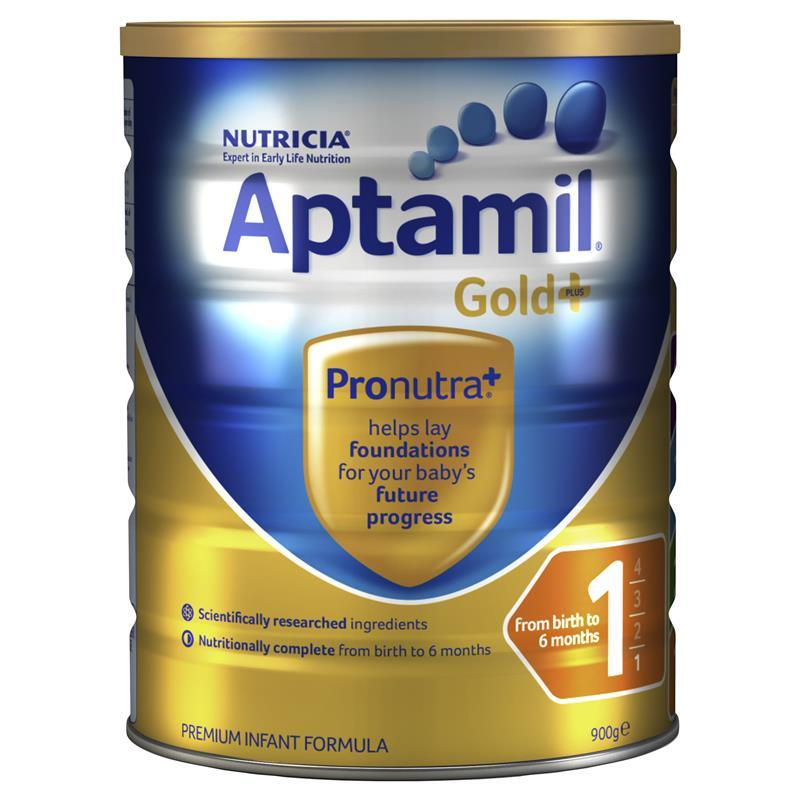 NUTRICIA®
Expert in Early Life Nutrition
Aptamil®
Gold+
PLUS
Pronutra+®
helps lay
foundations
for your baby's
future
progress
Scientifically researched ingredients
Nutritionally complete from birth to 6 months
From birth to
6 months
1
4
3
2
1
PREMIUM INFANT FORMULA
900g℮